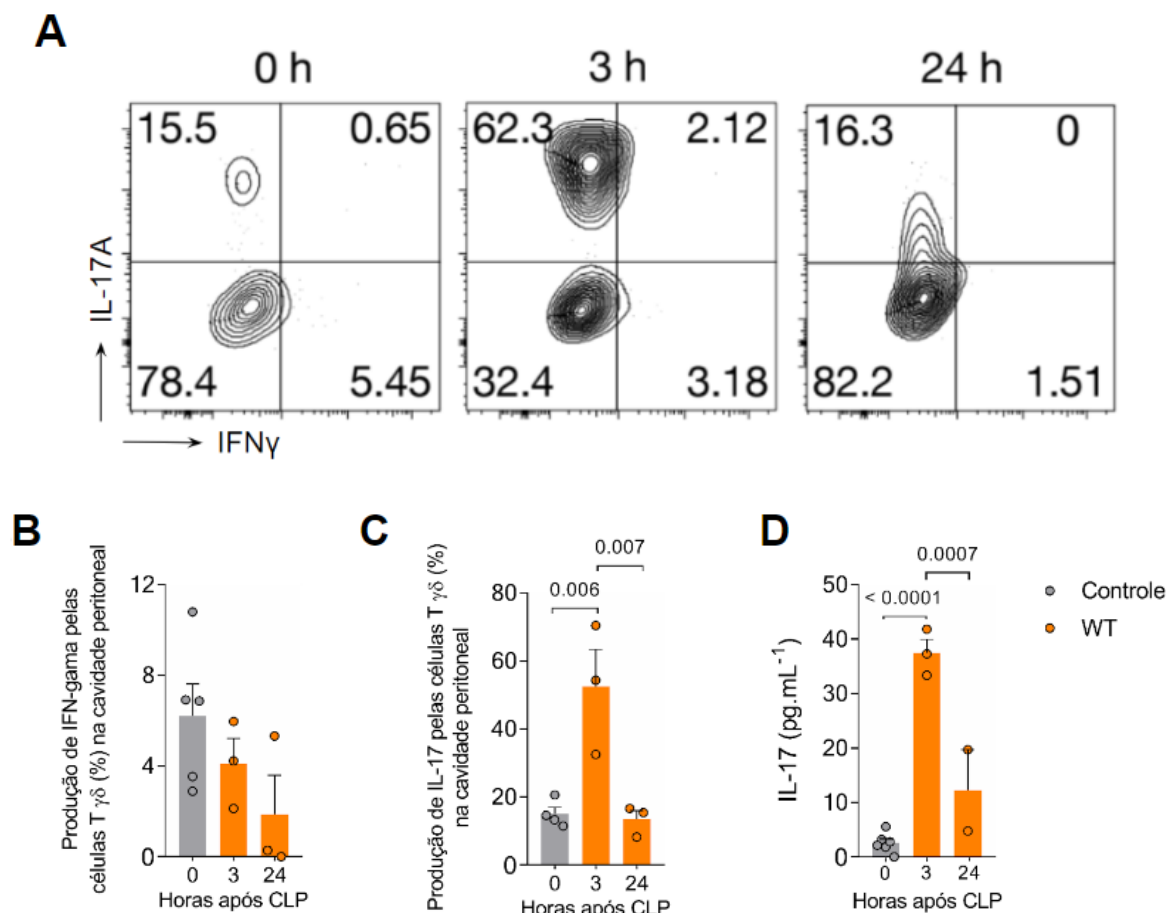 A
0 h
3 h
24 h
15.5
0.65
62.3
2.12
16.3
0
78.4
5.45
32.4
3.18
82.2
1.51
IL-17A
IFNγ
B
Produção de IFN-gama pelas
células T γδ (%) na cavidade peritoneal
12
8
4
0
0
3
24
Horas após CLP
C
Produção de IL-17 pelas células T γδ (%)
na cavidade peritoneal
0.007
0.006
80
60
40
20
0
0
3
24
Horas após CLP
D
IL-17 (pg.mL⁻¹)
0.0007
< 0.0001
50
40
30
20
10
0
0
3
24
Horas após CLP
Controle
WT